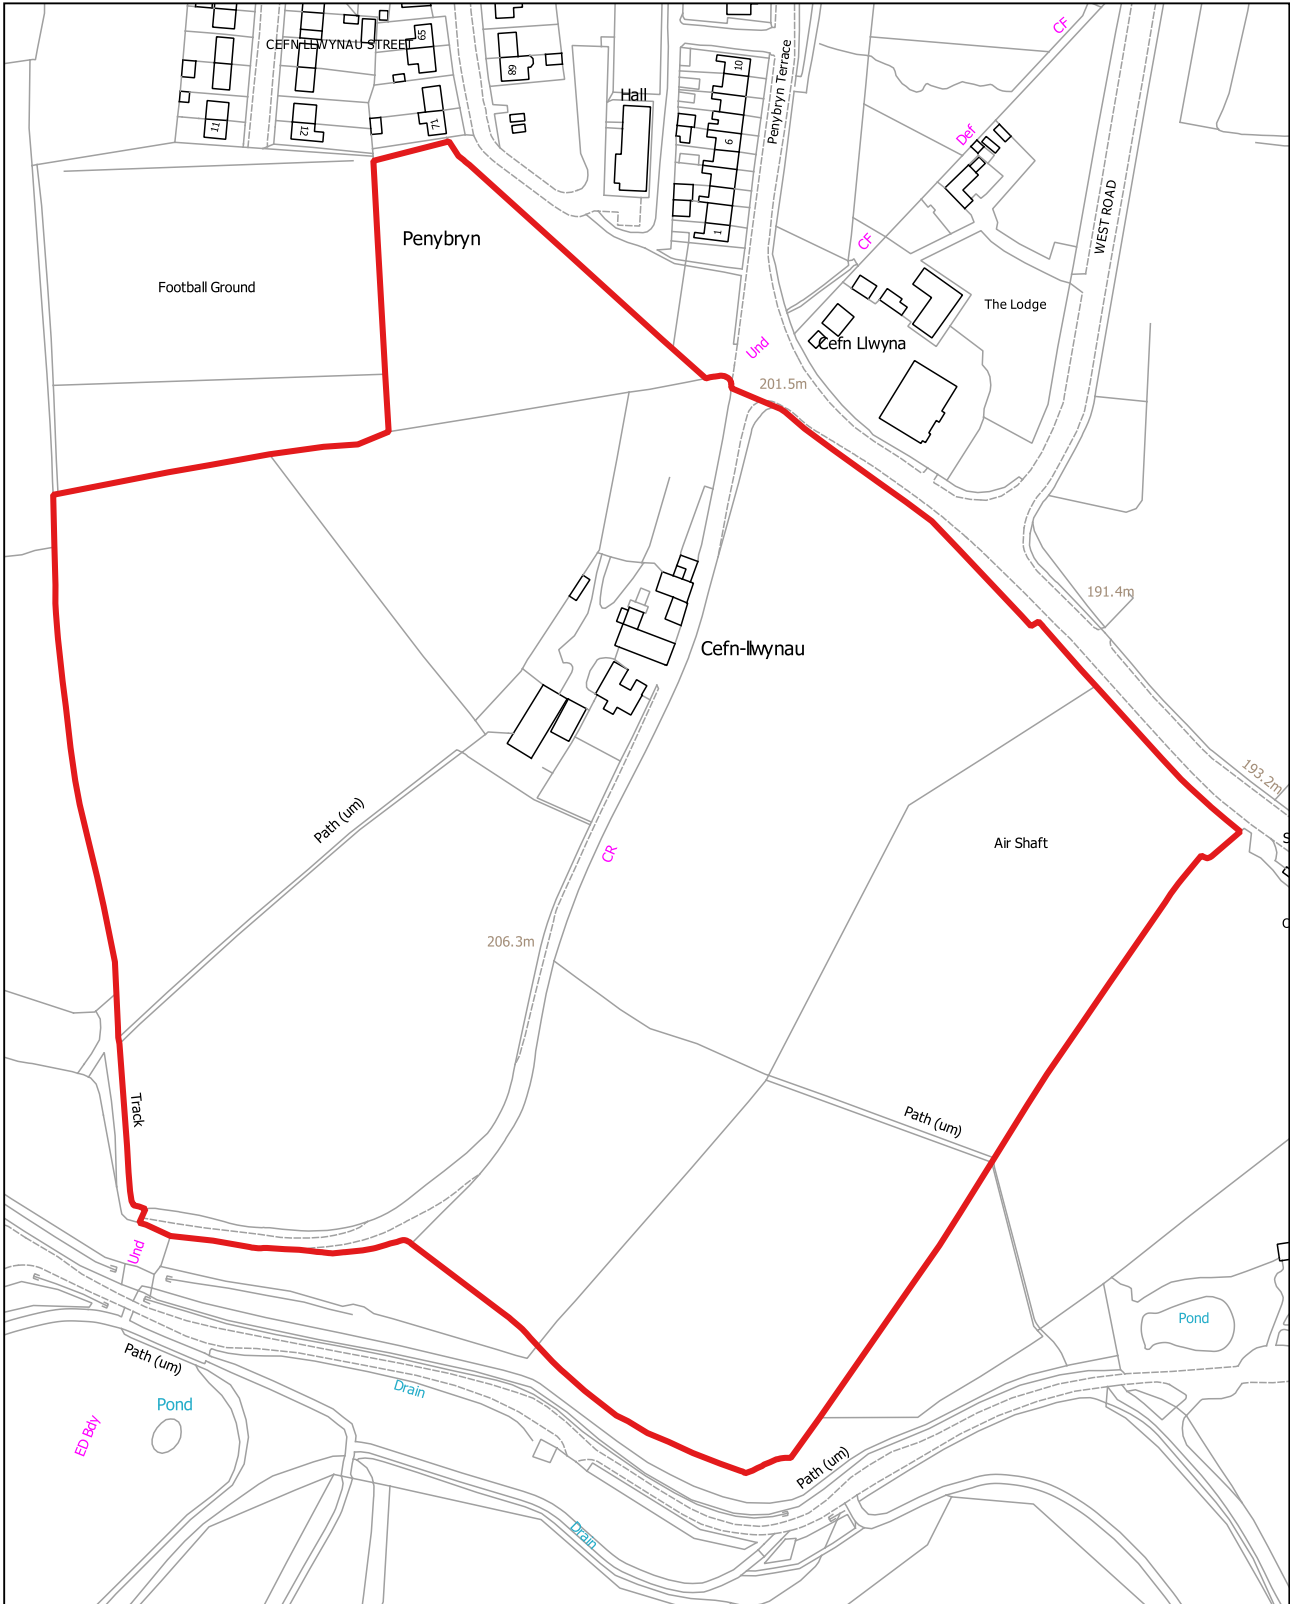 CF
65
CEFN LLWYNAU STREET
10
89
Hall
Penybryn Terrace
11
12
71
6
Def
WEST ROAD
1
Penybryn
CF
Football Ground
The Lodge
Cefn Llwyna
Und
201.5m
191.4m
Cefn-llwynau
193.2m
Path (um)
CR
Air Shaft
S
C
206.3m
Track
Path (um)
Und
Pond
Path (um)
Drain
Pond
ED Bdy
Path (um)
Drain